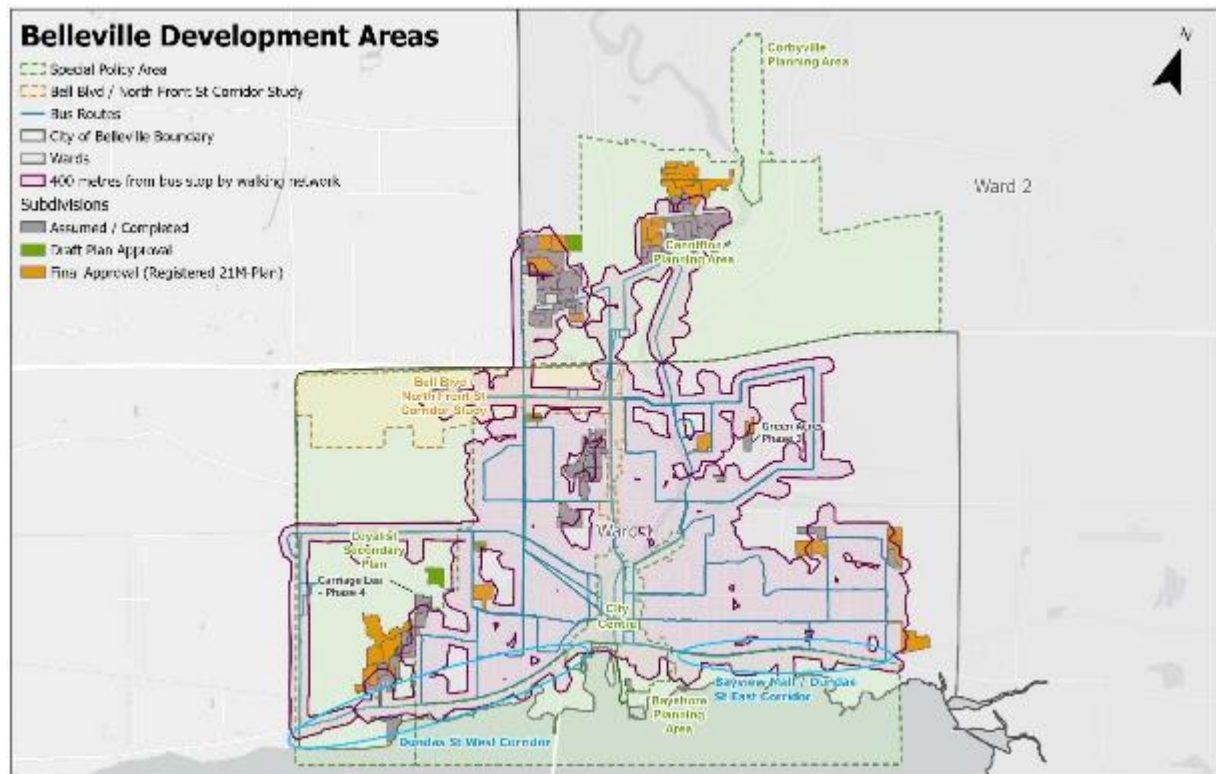 Belleville Development Areas
Special Policy Area
Bell Blvd / North Front St Corridor Study
Bus Routes
City of Belleville Boundary
Wards
400 metres from bus stop by walking network
Subdivisions
Assumed / Completed
Draft Plan Approval
Final Approval (Registered 21M-Plan)
N
Corbyville
Planning Area
Ward 2
Cannifton
Planning Area
Bell Blvd
North Front St
Corridor Study
Green Acres
Phase
Ward 1
Loyalist
Secondary
Plan
Carriage Lea
- Phase 4
City
Centre
Bayview Mall / Dundas
St East Corridor
Bayshore
Planning
Area
Dundas St West Corridor